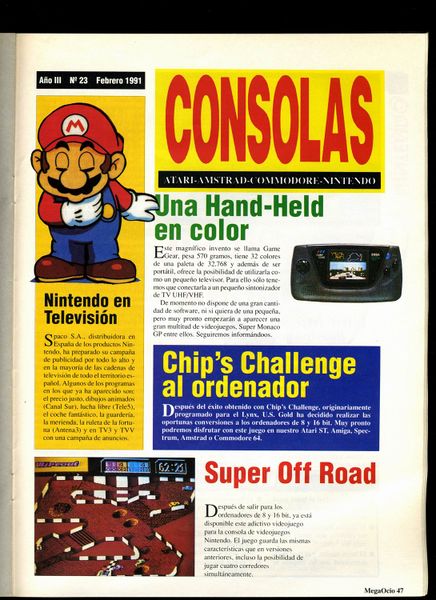 Año III Nº 23 Febrero 1991
CONSOLAS
ATARI-AMSTRAD-COMMODORE-NINTENDO
M
Nintendo en
Televisión
Spaco S.A., distribuidora en
España de los productos Nin-
tendo, ha preparado su campaña
de publicidad por todo lo alto y
en la mayoría de las cadenas de
televisión de todo el territorio es-
pañol. Algunos de los programas
en los que ya ha aparecido son:
el precio justo, dibujos animados
(Canal Sur), lucha libre (Tele5),
el coche fantástico, la guardería,
la merienda, la ruleta de la fortu-
na (Antena3) y en TV3 y TVV
con una campaña de anuncios.
Una Hand-Held
en color
Este magnífico invento se llama Game
Gear, pesa 570 gramos, tiene 32 colores
de una paleta de 32.768 y además de ser
portátil, ofrece la posibilidad de utilizarla co-
mo un pequeño televisor. Para ello sólo tene-
mos que conectarla a un pequeño sintonizador
de TV UHF/VHF.
De momento no dispone de una gran canti-
dad de software, ni si quiera de una pequeña,
pero muy pronto empezarán a aparecer una
gran multitud de videojuegos, Super Monaco
GP entre ellos. Seguiremos informándoos.
Chip's Challenge
al ordenador
Después del exito obtenido con Chip's Challenge, originariamente
programado para el Lynx, U.S. Gold ha decidido realizar las
oportunas conversiones a los ordenadores de 8 y 16 bit. Muy pronto
podremos disfrutar con este juego en nuestro Atari ST, Amiga, Spec-
trum, Amstrad o Commodore 64.
62:21
Super Off Road
Después de salir para los
ordenadores de 8 y 16 bit, ya está
disponible este adictivo videojuego
para la consola de videojuegos
Nintendo. El juego guarda las mismas
características que en versiones
anteriores, incluso la posibilidad de
jugar cuatro corredores
simultáneamente.
MegaOcio 47